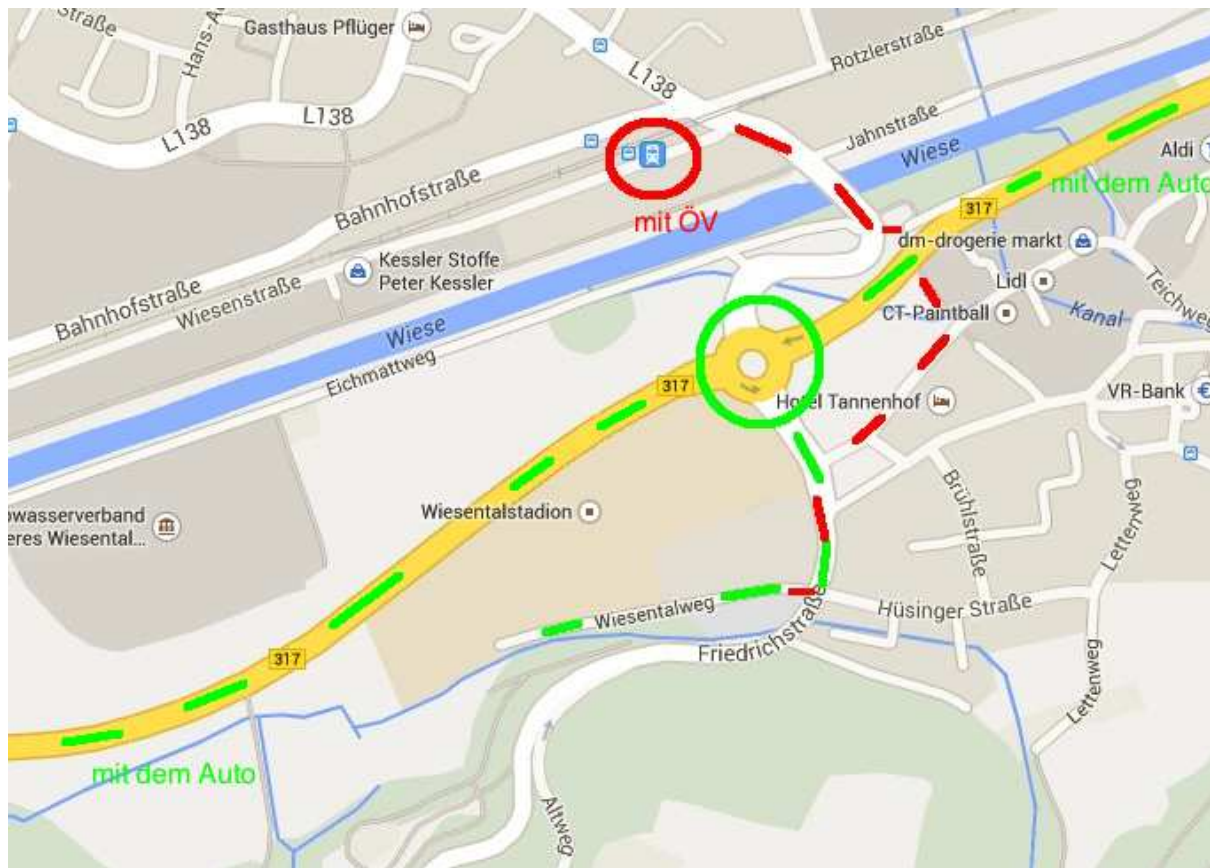 Straße
Hans-A
Gasthaus Pflüger
L138
Rotzlerstraße
L138
L138
Jahnstraße
Wiese
Aldi
mit dem Auto
317
mit ÖV
Bahnhofstraße
dm-drogerie markt
Kessler Stoffe
Peter Kessler
Lidl
Teichweg
Kanal
CT-Paintball
Bahnhofstraße
Wiesenstraße
Wiese
Eichmattweg
317
Hotel Tannenhof
VR-Bank
Wiesentalstadion
Brühlstraße
Lettenweg
owasserverband
eres Wiesental...
Wiesentalweg
Hüsinger Straße
Friedrichstraße
Lettenweg
317
mit dem Auto
Altweg